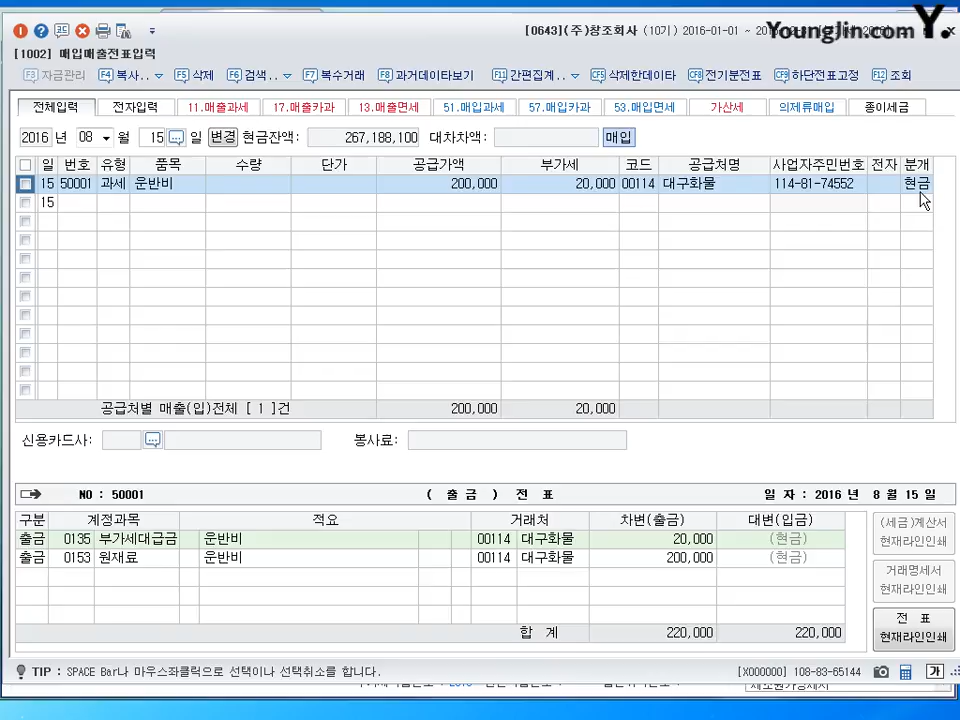 [0643](주)창조회사 (10기) 2016-01-01 ~
Younglin.com Y.
[1002] 매입매출전표입력
F3 자금관리 F4 복사.. F5 삭제 F6 검색.. F7 복수거래 F8 과거데이타보기 F11 간편집계.. CF5 삭제한데이타 CF8 전기분전표 CF9 하단전표고정 F12 조회
전체입력 전자입력 11.매출과세 17.매출카과 13.매출면세 51.매입과세 57.매입카과 53.매입면세 가산세 의제류매입 종이세금
2016 년 08 월 15 일 변경 현금잔액: 267,188,100 대차차액: 매입
일 번호 유형 품목 수량 단가 공급가액 부가세 코드 공급처명 사업자주민번호 전자 분개
15 50001 과세 운반비 200,000 20,000 00114 대구화물 114-81-74552 현금
15
공급처별 매출(입)전체 [ 1 ]건 200,000 20,000
신용카드사: 봉사료:
NO : 50001 ( 출 금 ) 전 표 일 자 : 2016 년 8 월 15 일
구분 계정과목 적요 거래처 차변(출금) 대변(입금)
출금 0135 부가세대급금 운반비 00114 대구화물 20,000 (현금)
출금 0153 원재료 운반비 00114 대구화물 200,000 (현금)
합 계 220,000 220,000
(세금)계산서
현재라인인쇄
거래명세서
현재라인인쇄
전 표
현재라인인쇄
TIP : SPACE Bar나 마우스좌클릭으로 선택이나 선택취소를 합니다. [X000000] 108-83-65144 가